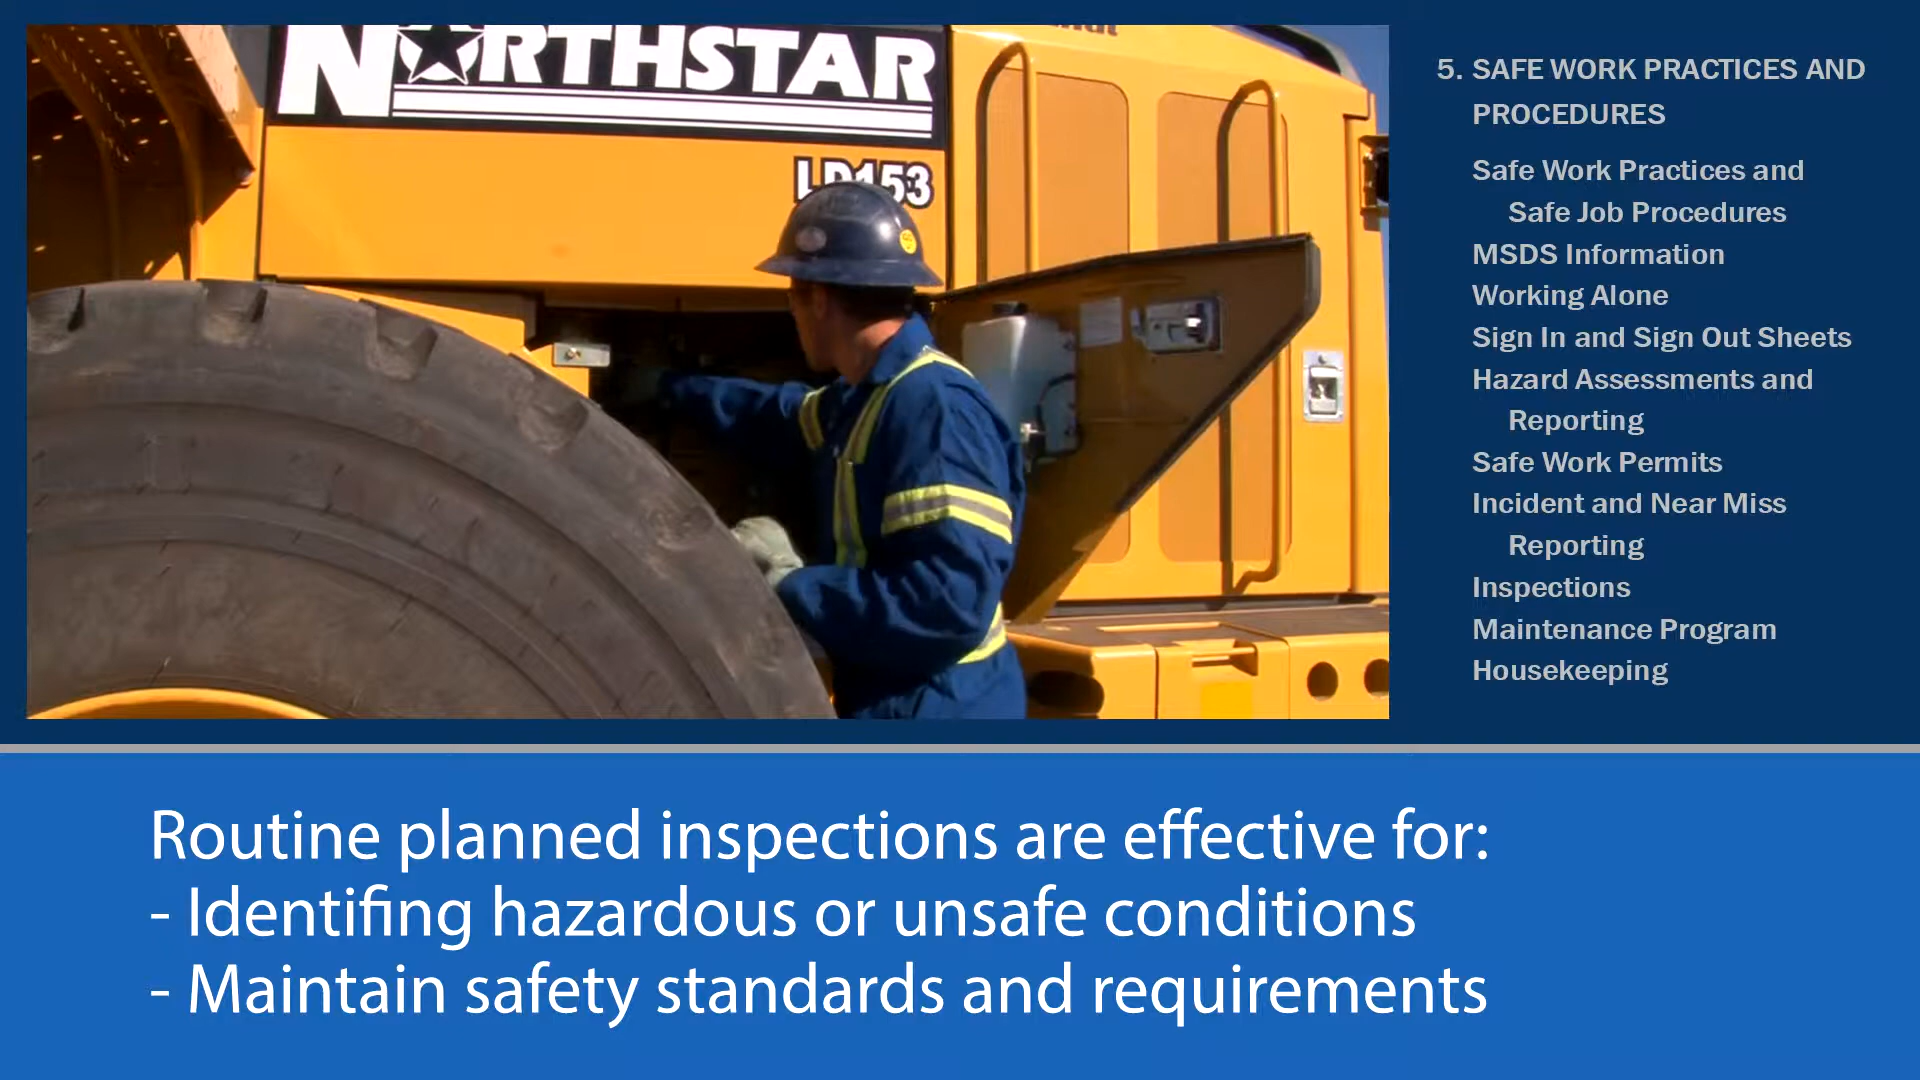 NORTHSTAR
LD153
5. SAFE WORK PRACTICES AND
PROCEDURES
Safe Work Practices and
Safe Job Procedures
MSDS Information
Working Alone
Sign In and Sign Out Sheets
Hazard Assessments and
Reporting
Safe Work Permits
Incident and Near Miss
Reporting
Inspections
Maintenance Program
Housekeeping
Routine planned inspections are effective for:
- Identifing hazardous or unsafe conditions
- Maintain safety standards and requirements